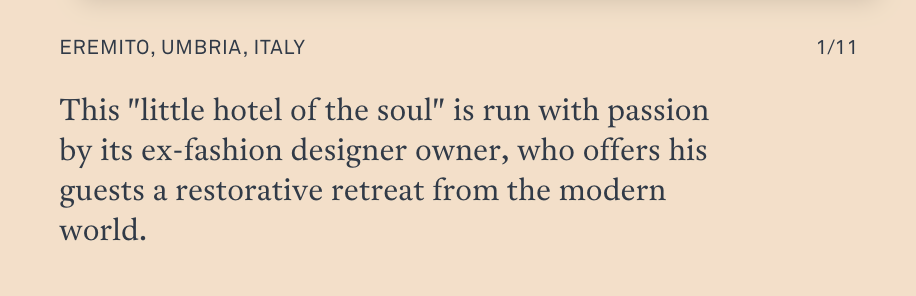 EREMITO, UMBRIA, ITALY
1/11
This "little hotel of the soul" is run with passion
by its ex-fashion designer owner, who offers his
guests a restorative retreat from the modern
world.